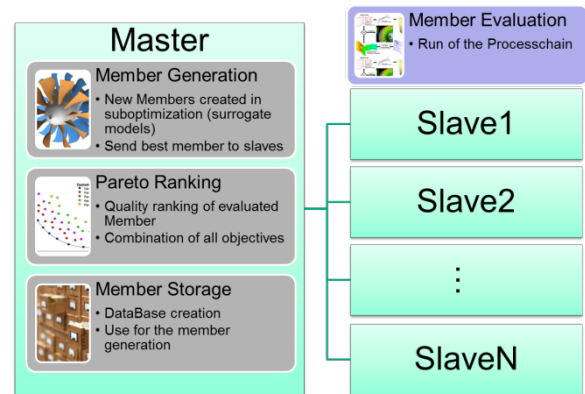 Master
Member Generation
• New Members created in
suboptimization (surrogate
models)
• Send best member to slaves
Pareto Ranking
• Quality ranking of evaluated
Member
• Combination of all objectives
Member Storage
• DataBase creation
• Use for the member
generation
Member Evaluation
• Run of the Processchain
Slave1
Slave2
⋮
SlaveN